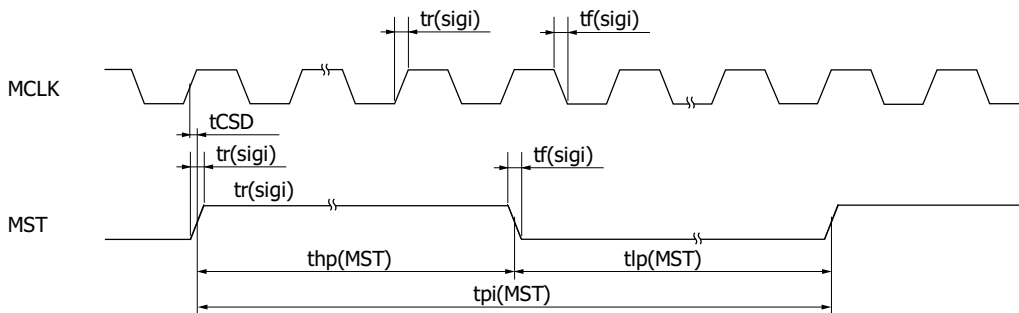 tr(sigi)
tf(sigi)
MCLK
tCSD
tr(sigi)
tf(sigi)
tr(sigi)
MST
thp(MST)
tlp(MST)
tpi(MST)